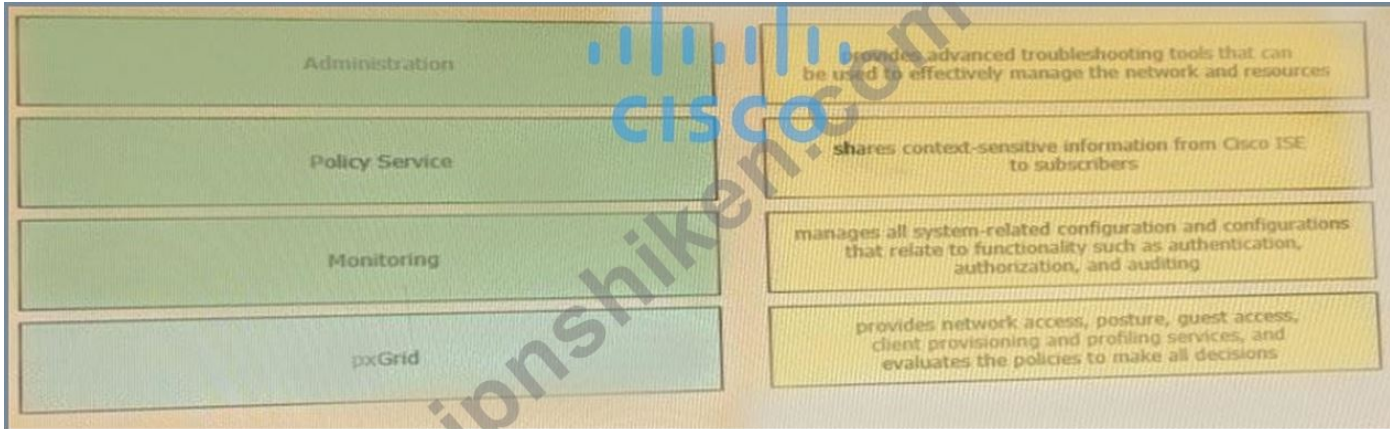 Administration
Policy Service
Monitoring
pxGrid
provides advanced troubleshooting tools that can
be used to effectively manage the network and resources
shares context-sensitive information from Cisco ISE
to subscribers
manages all system-related configuration and configurations
that relate to functionality such as authentication,
authorization, and auditing
provides network access, posture, guest access,
client provisioning and profiling services, and
evaluates the policies to make all decisions
CISCO
jpnshiken.com